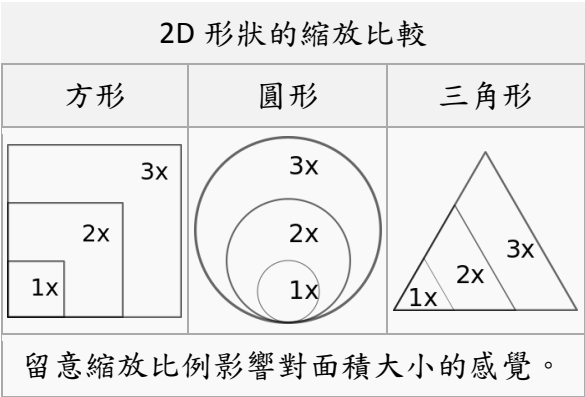 2D 形狀的縮放比較
方形
圓形
三角形
3x
2x
1x
3x
2x
1x
3x
2x
1x
留意縮放比例影響對面積大小的感覺。